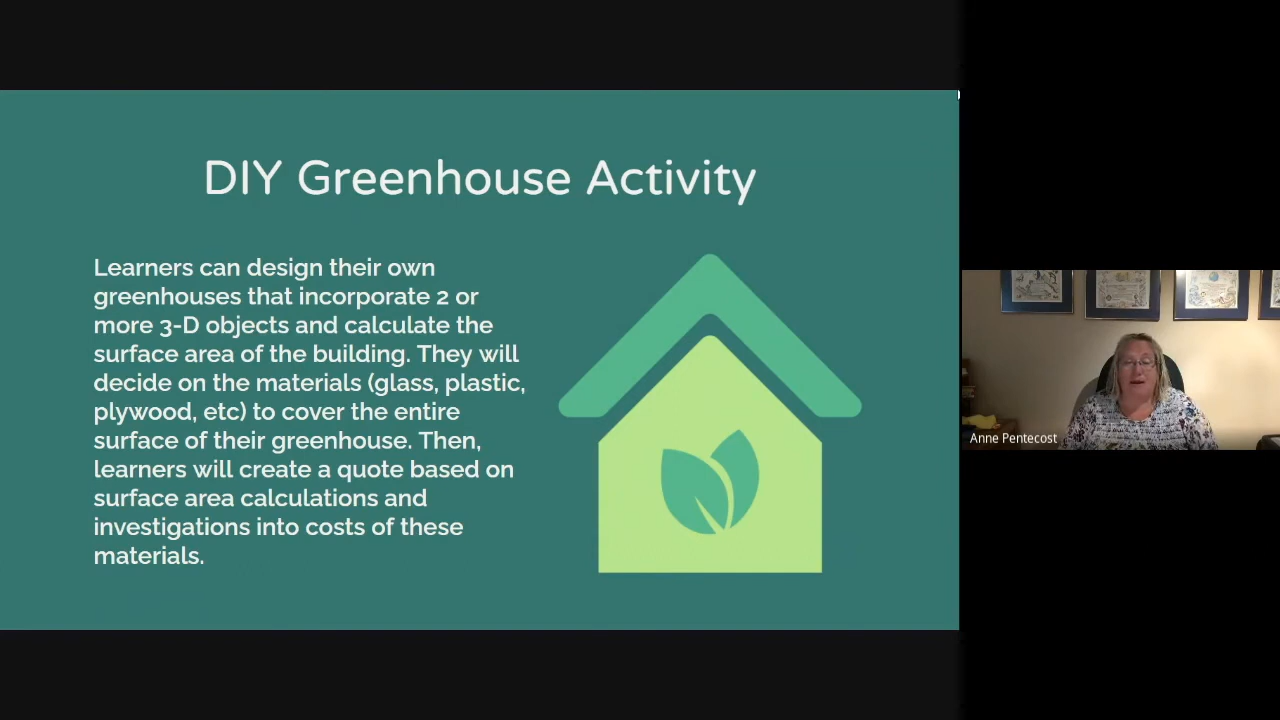 DIY Greenhouse Activity
Learners can design their own
greenhouses that incorporate 2 or
more 3-D objects and calculate the
surface area of the building. They will
decide on the materials (glass, plastic,
plywood, etc) to cover the entire
surface of their greenhouse. Then,
learners will create a quote based on
surface area calculations and
investigations into costs of these
materials.
Anne Pentecost